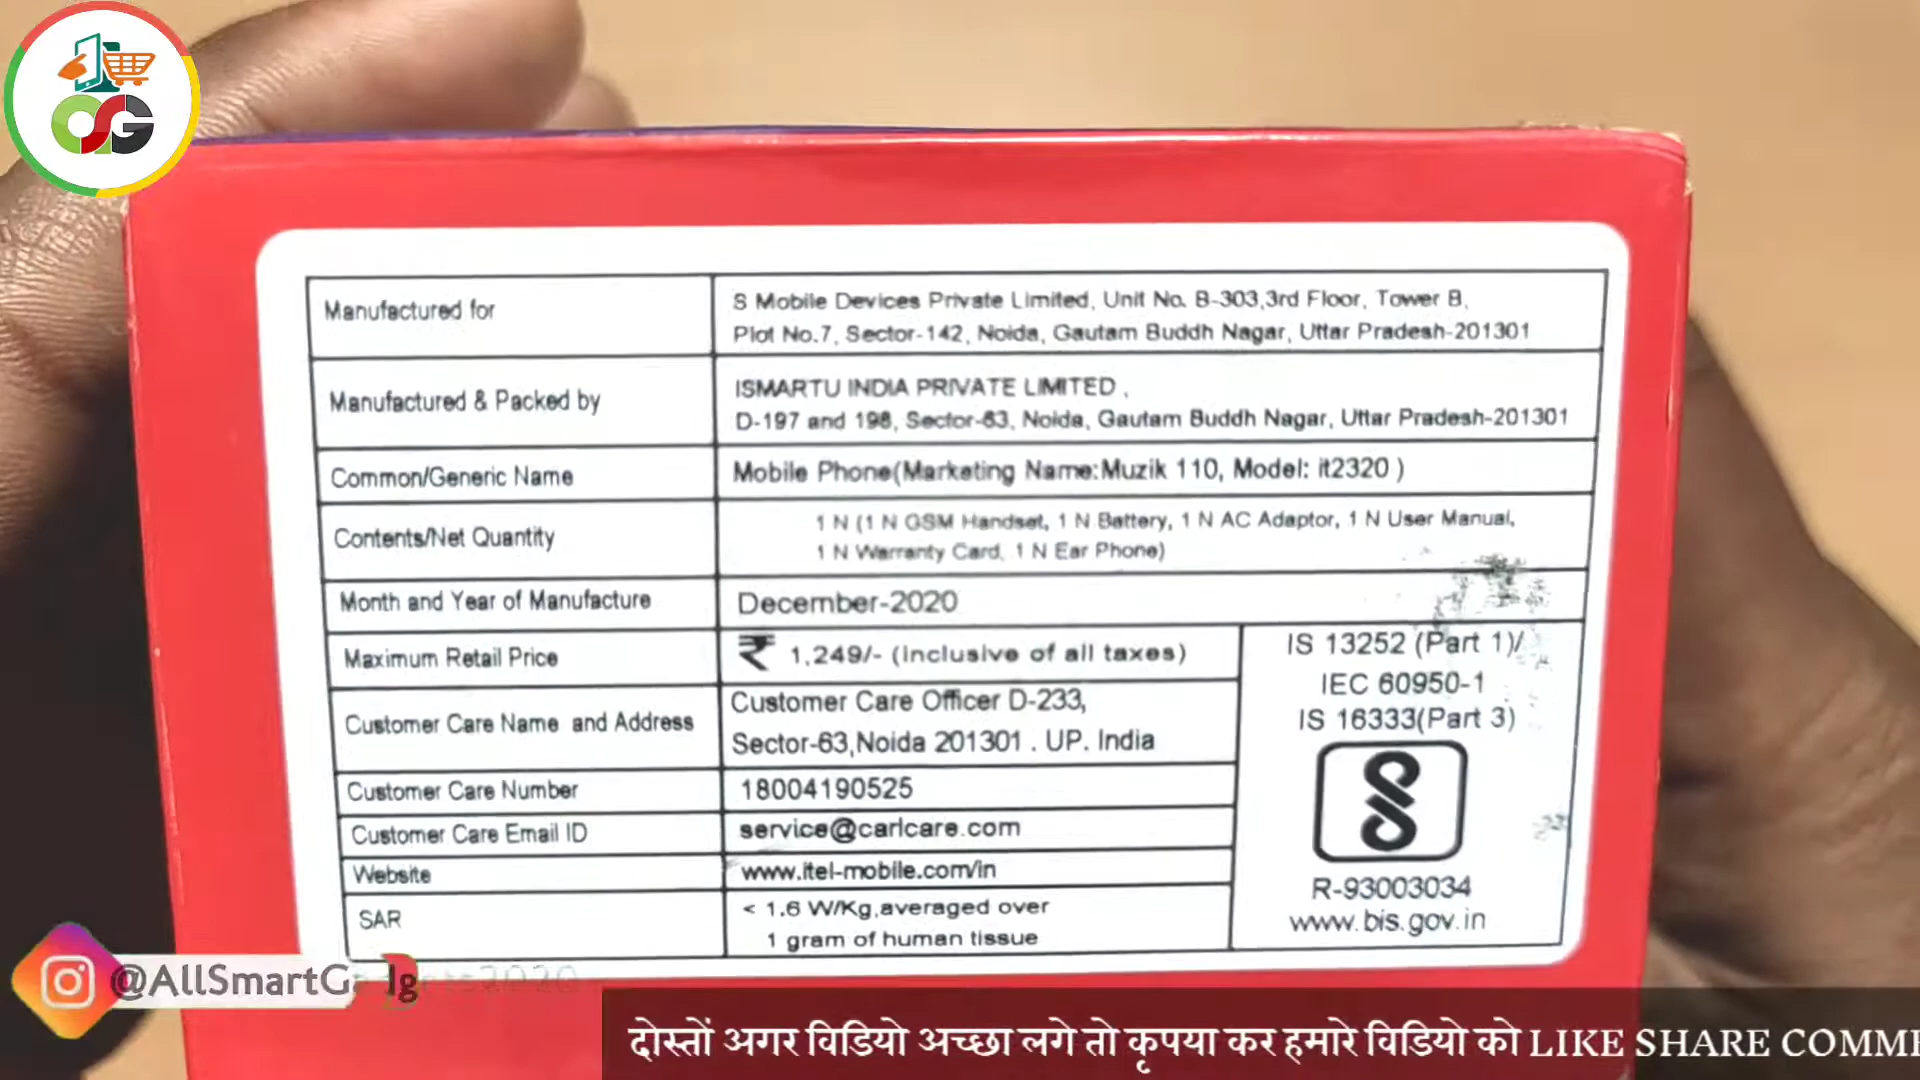 Manufactured for
S Mobile Devices Private Limited, Unit No. B-303,3rd Floor, Tower B,
Plot No.7, Sector-142, Noida, Gautam Buddh Nagar, Uttar Pradesh-201301
Manufactured & Packed by
ISMARTU INDIA PRIVATE LIMITED ,
D-197 and 198, Sector-63, Noida, Gautam Buddh Nagar, Uttar Pradesh-201301
Common/Generic Name
Mobile Phone(Marketing Name:Muzik 110, Model: it2320 )
Contents/Net Quantity
1 N (1 N GSM Handset, 1 N Battery, 1 N AC Adaptor, 1 N User Manual,
1 N Warranty Card, 1 N Ear Phone)
Month and Year of Manufacture
December-2020
Maximum Retail Price
₹ 1,249/- (inclusive of all taxes)
Customer Care Name and Address
Customer Care Officer D-233,
Sector-63,Noida 201301 . UP. India
Customer Care Number
18004190525
Customer Care Email ID
service@carlcare.com
Website
www.itel-mobile.com/in
SAR
< 1.6 W/Kg,averaged over
1 gram of human tissue
IS 13252 (Part 1)/
IEC 60950-1
IS 16333(Part 3)
R-93003034
www.bis.gov.in
@AllSmartG
दोस्तों अगर विडियो अच्छा लगे तो कृपया कर हमारे विडियो को LIKE SHARE COMME